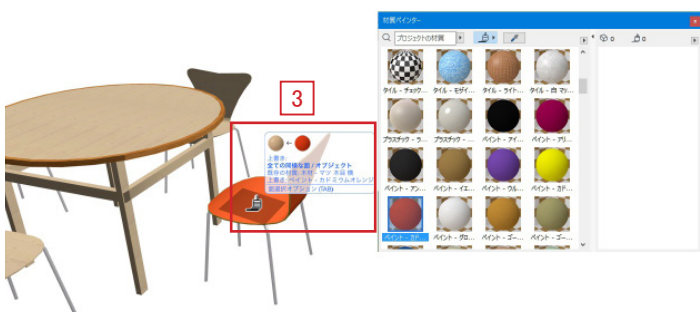 材質ペインター
プロジェクトの材質
0
0
タイル - チェック...
タイル - モザイ...
タイル - ライト...
タイル - 白 マッ...
プラスチック - ラ...
プラスチック - ...
ペイント - アイ...
ペイント - アリ...
ペイント - アン...
ペイント - イエ...
ペイント - ウル...
ペイント - カド...
ペイント - カド...
ペイント - グロ...
ペイント - ゴー...
ペイント - ゴー...
3
上書き:
全ての同様な面 / オブジェクト
既存の材質: 木材 - マツ 木目 横
上書き: ペイント - カドミウムオレンジ
面選択オプション (TAB)